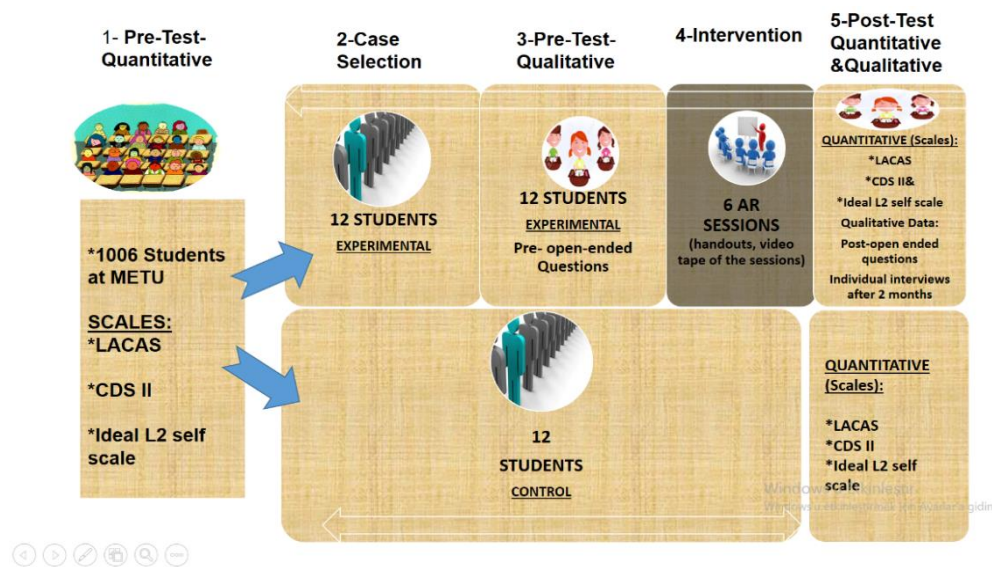 1- Pre-Test-
Quantitative
2-Case
Selection
3-Pre-Test-
Qualitative
4-Intervention
5-Post-Test
Quantitative
&Qualitative
*1006 Students
at METU
SCALES:
*LACAS
*CDS II
*Ideal L2 self
scale
12 STUDENTS
EXPERIMENTAL
12 STUDENTS
EXPERIMENTAL
Pre- open-ended
Questions
6 AR
SESSIONS
(handouts, video
tape of the sessions)
QUANTITATIVE (Scales):
*LACAS
*CDS II&
*Ideal L2 self scale
Qualitative Data:
Post-open ended
questions
Individual interviews
after 2 months
12
STUDENTS
CONTROL
QUANTITATIVE
(Scales):
*LACAS
*CDS II
*Ideal L2 self
scale